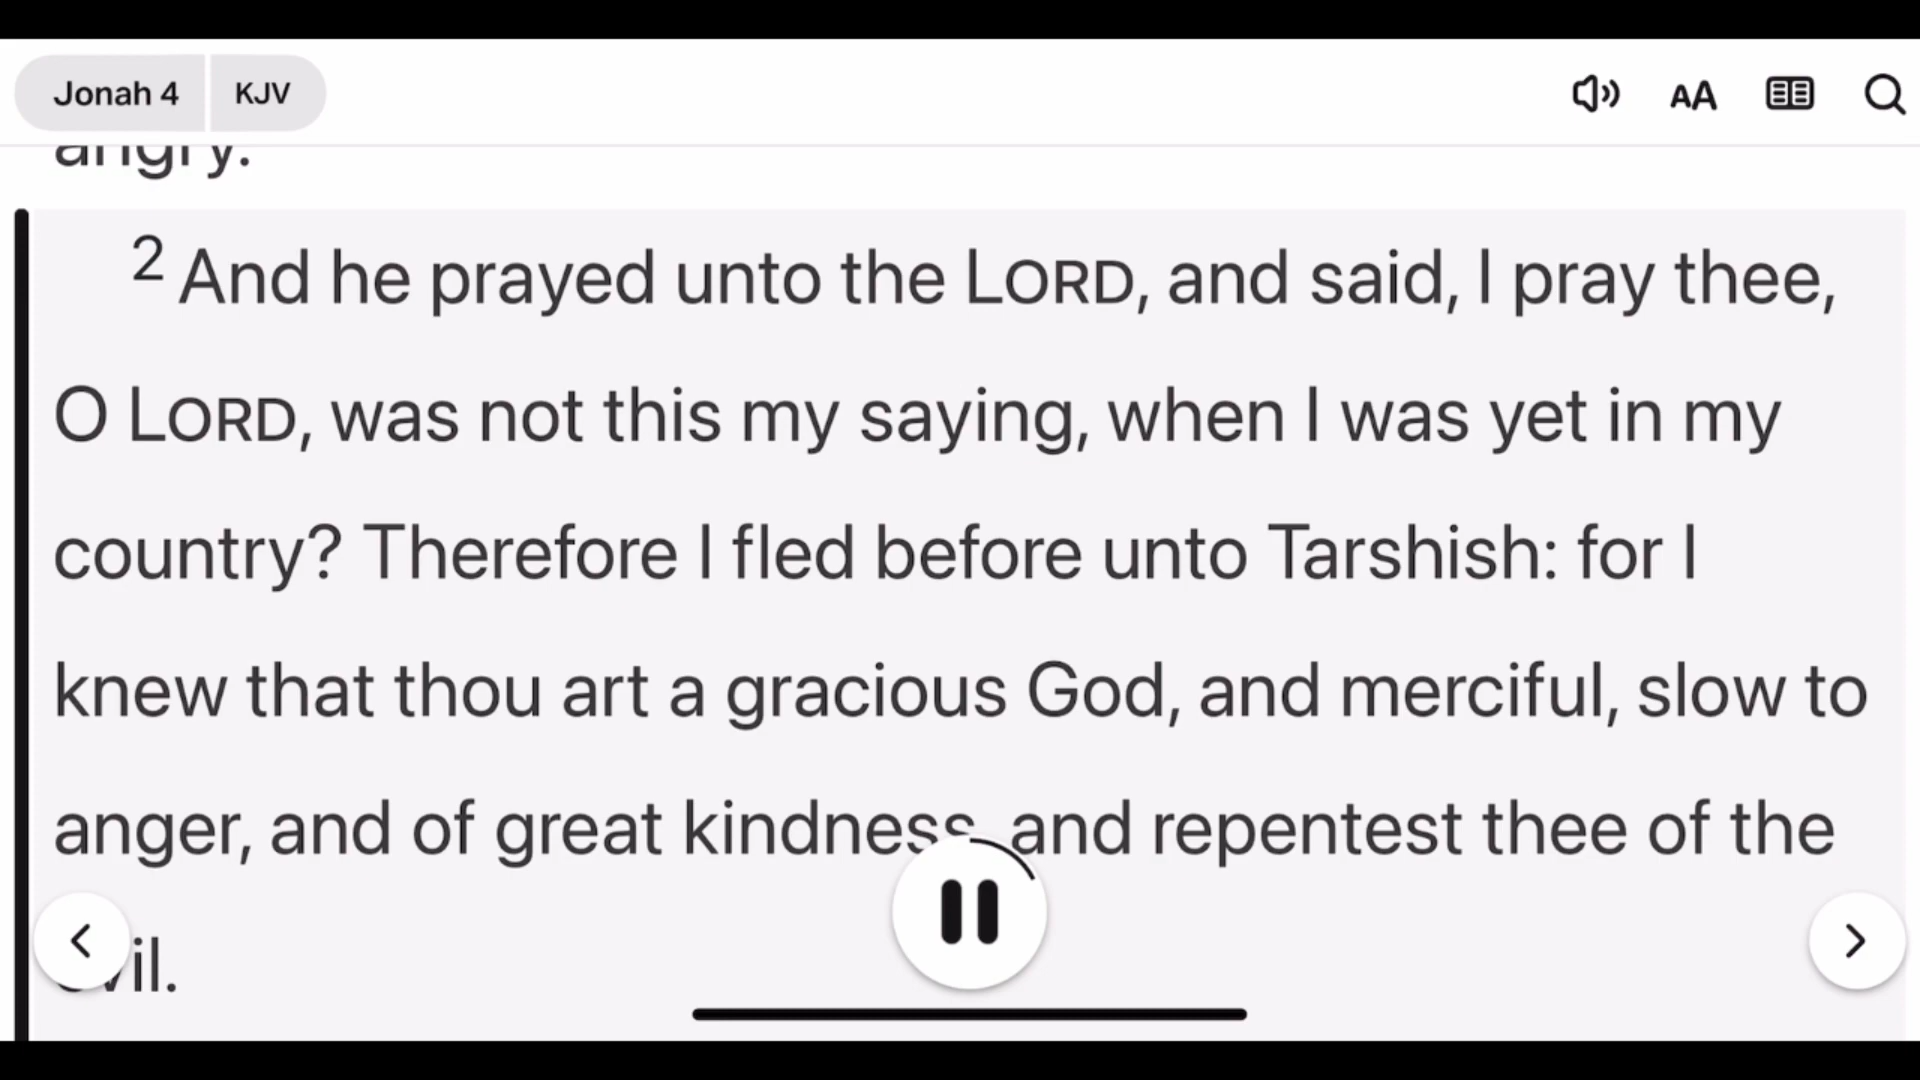 Jonah 4 KJV AA
angry.
2 And he prayed unto the LORD, and said, I pray thee,
O LORD, was not this my saying, when I was yet in my
country? Therefore I fled before unto Tarshish: for I
knew that thou art a gracious God, and merciful, slow to
anger, and of great kindness, and repentest thee of the
evil.